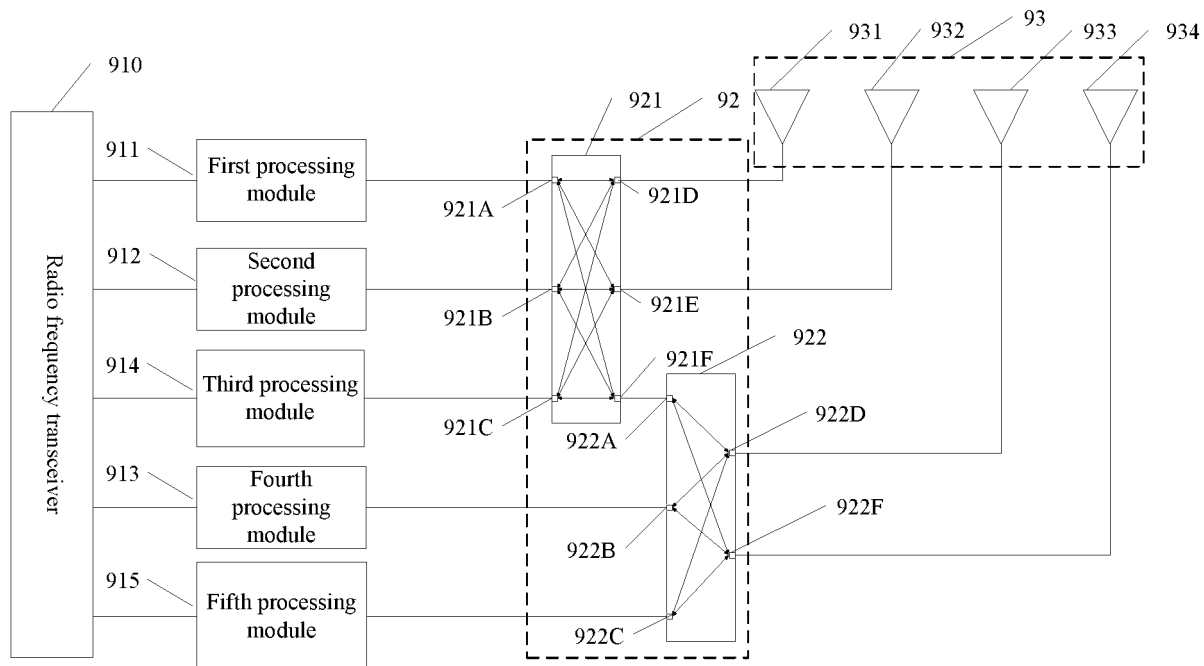 931
932
93
933
934
910
921
92
911
First processing
module
921A
921D
912
Second
processing
module
921B
921E
922
914
Third processing
module
921F
921C
922A
922D
913
Fourth
processing
module
922B
922F
915
Fifth processing
module
922C
Radio frequency transceiver